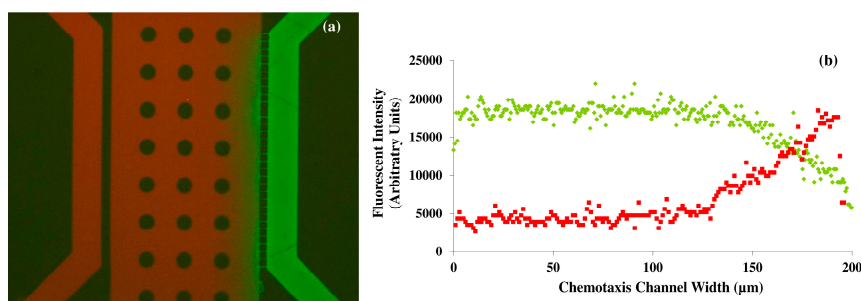 (a)
(b)
Fluorescent Intensity
(Arbitratry Units)
25000
20000
15000
10000
5000
0
0
50
100
150
200
Chemotaxis Channel Width (µm)